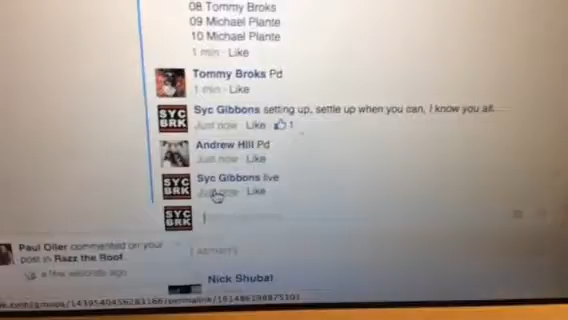 08 Tommy Broks
09 Michael Plante
10 Michael Plante
1 min · Like
Tommy Broks Pd
1 min · Like
SYC BRK
Syc Gibbons setting up, settle up when you can, I know you all.
Just now · Like 1
Andrew Hill Pd
Just now · Like
SYC BRK
Syc Gibbons live
Just now · Like
SYC BRK
Paul Oller commented on your
post in Razz the Roof.
a few seconds ago
Nick Shubat